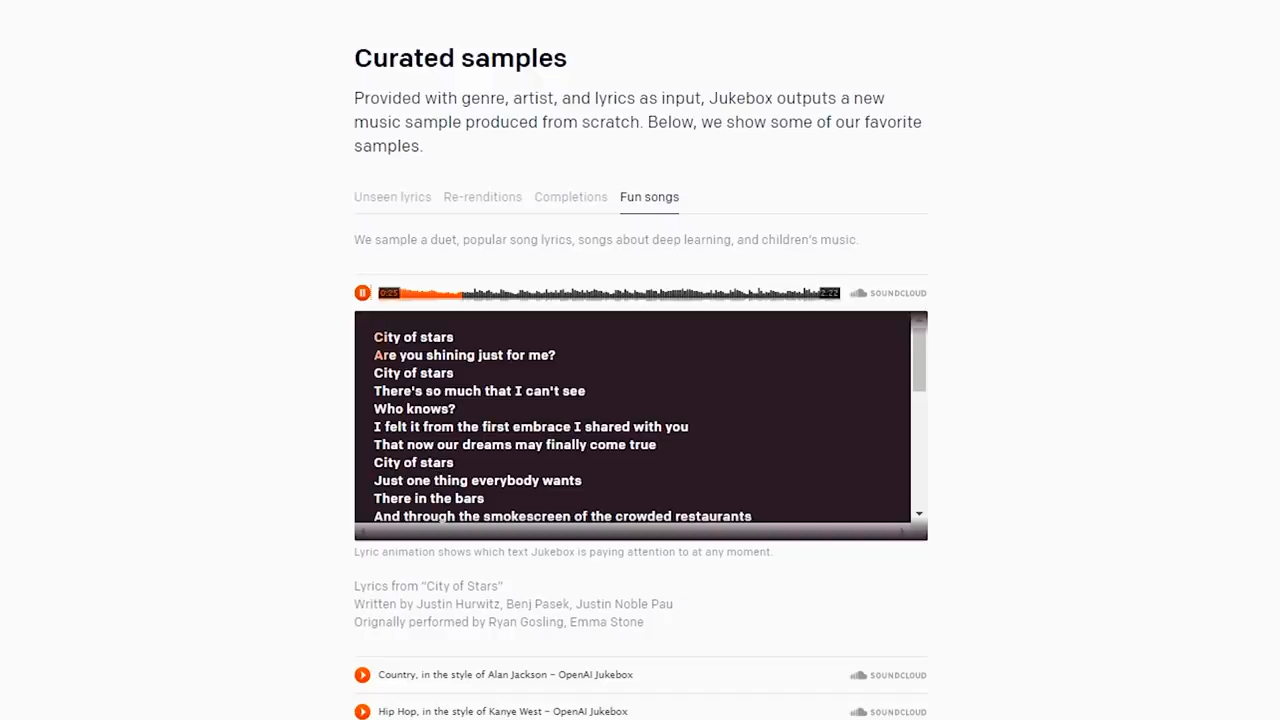 Curated samples
Provided with genre, artist, and lyrics as input, Jukebox outputs a new
music sample produced from scratch. Below, we show some of our favorite
samples.
Unseen lyrics Re-renditions Completions Fun songs
We sample a duet, popular song lyrics, songs about deep learning, and children's music.
0:25 2:22 SOUNDCLOUD
City of stars
Are you shining just for me?
City of stars
There's so much that I can't see
Who knows?
I felt it from the first embrace I shared with you
That now our dreams may finally come true
City of stars
Just one thing everybody wants
There in the bars
And through the smokescreen of the crowded restaurants
Lyric animation shows which text Jukebox is paying attention to at any moment.
Lyrics from “City of Stars”
Written by Justin Hurwitz, Benj Pasek, Justin Noble Pau
Orignally performed by Ryan Gosling, Emma Stone
Country, in the style of Alan Jackson – OpenAI Jukebox SOUNDCLOUD
Hip Hop, in the style of Kanye West – OpenAI Jukebox SOUNDCLOUD